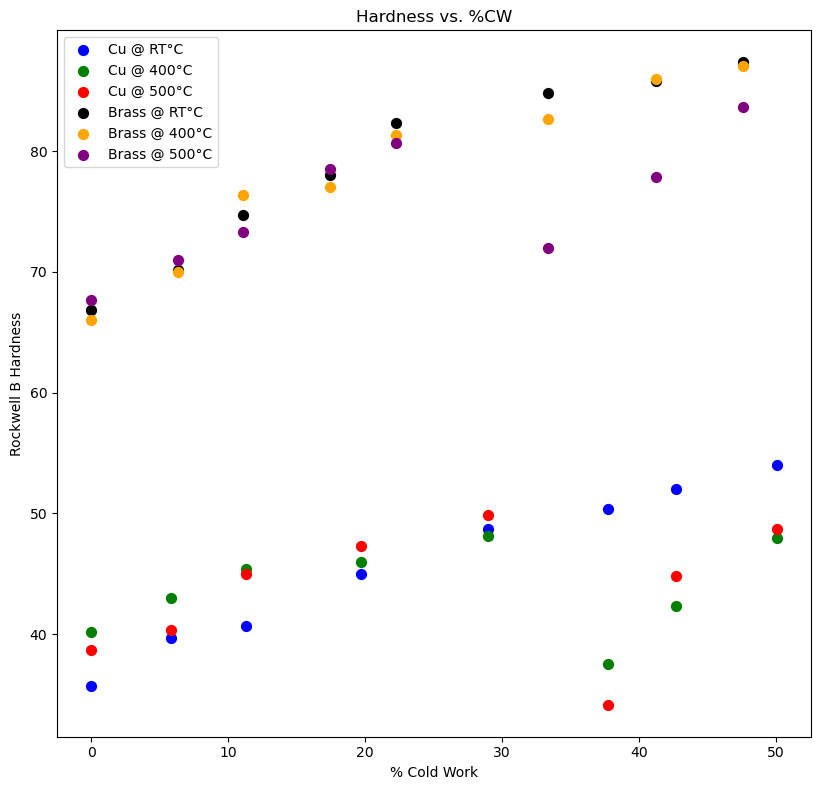 Hardness vs. %CW
Cu @ RT°C
Cu @ 400°C
Cu @ 500°C
Brass @ RT°C
Brass @ 400°C
Brass @ 500°C
80
70
60
50
40
Rockwell B Hardness
0 10 20 30 40 50
% Cold Work